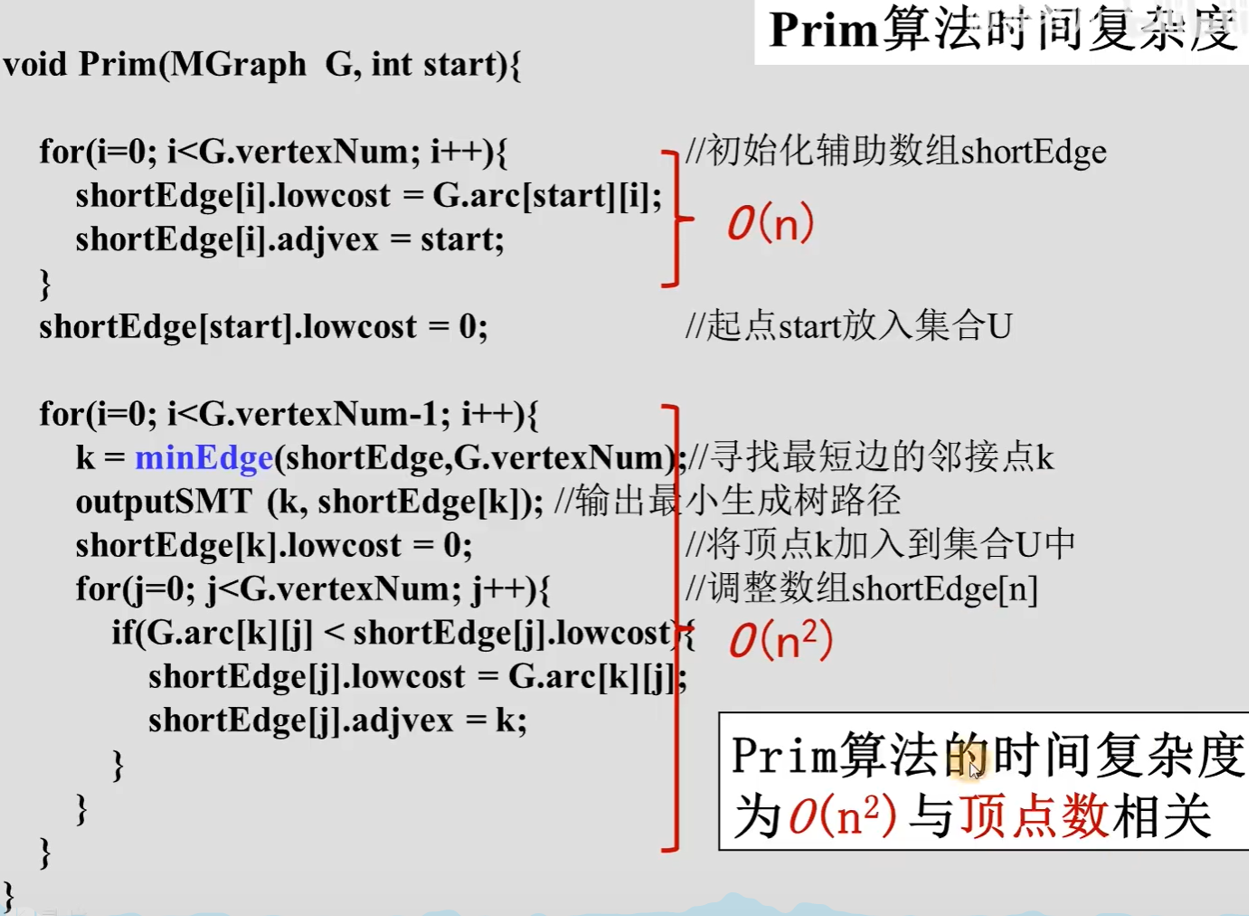 Prim算法时间复杂度
void Prim(MGraph G, int start){
for(i=0; i<G.vertexNum; i++){ //初始化辅助数组shortEdge
shortEdge[i].lowcost = G.arc[start][i];
shortEdge[i].adjvex = start;
O(n)
}
shortEdge[start].lowcost = 0; //起点start放入集合U
for(i=0; i<G.vertexNum-1; i++){
k = minEdge(shortEdge,G.vertexNum);//寻找最短边的邻接点k
outputSMT (k, shortEdge[k]); //输出最小生成树路径
shortEdge[k].lowcost = 0; //将顶点k加入到集合U中
for(j=0; j<G.vertexNum; j++){ //调整数组shortEdge[n]
if(G.arc[k][j] < shortEdge[j].lowcost){
O(n²)
shortEdge[j].lowcost = G.arc[k][j];
shortEdge[j].adjvex = k;
}
}
}
}
Prim算法的时间复杂度
为O(n²)与顶点数相关